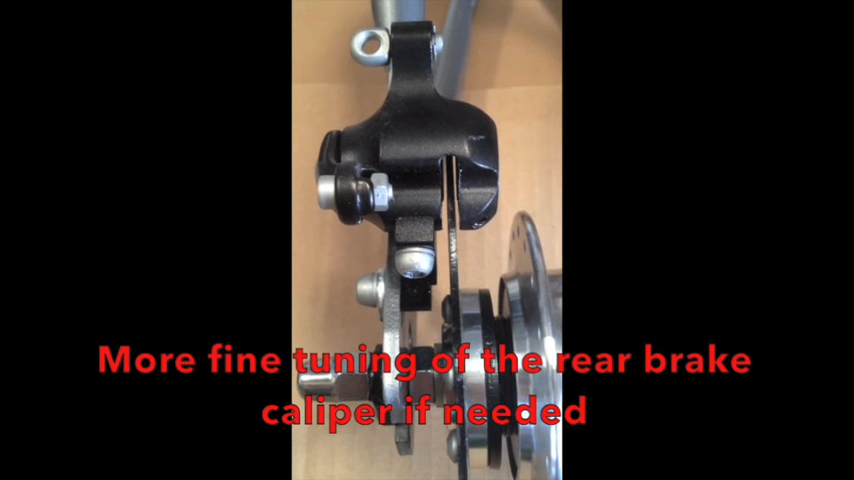 More fine tuning of the rear brake
caliper if needed